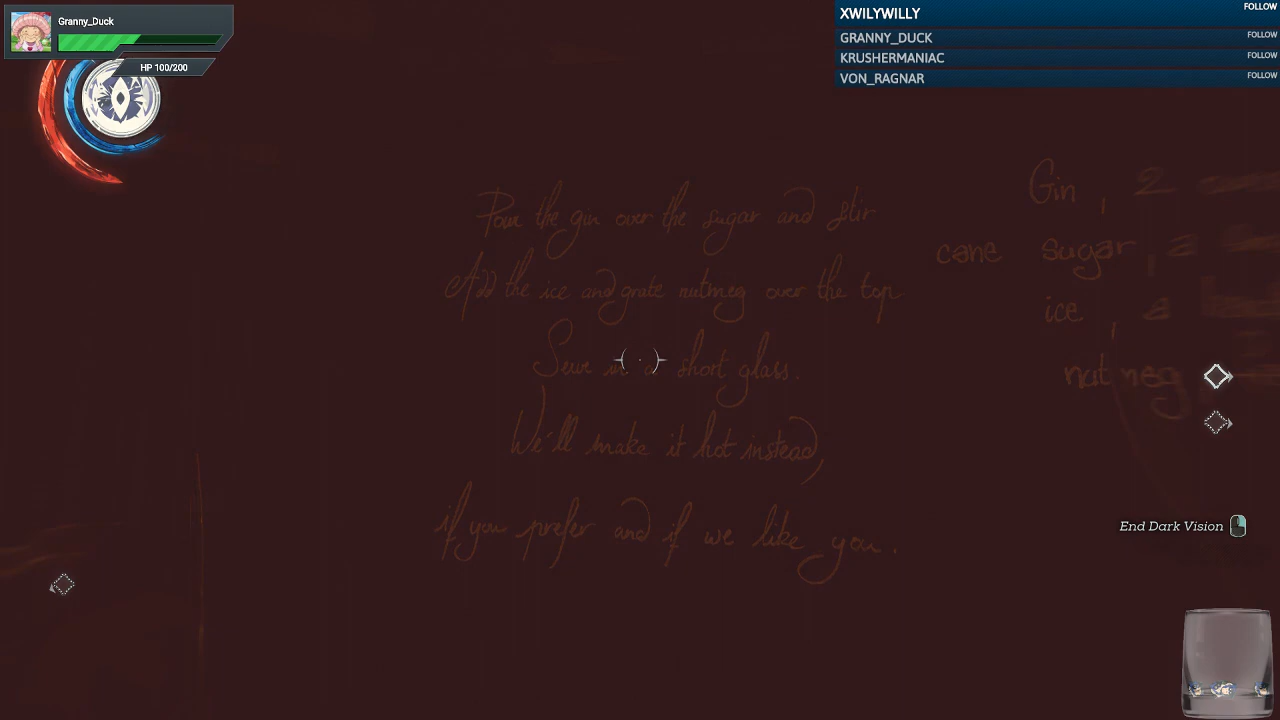 Granny_Duck
HP 100/200
XWILYWILLY FOLLOW
GRANNY_DUCK FOLLOW
KRUSHERMANIAC FOLLOW
VON_RAGNAR FOLLOW
Pour the gin over the sugar and stir
Add the ice and grate nutmeg over the top
Serve in a short glass.
We'll make it hot instead,
if you prefer and if we like you.
Gin, 2
cane sugar, 2
ice,
nutmeg
End Dark Vision